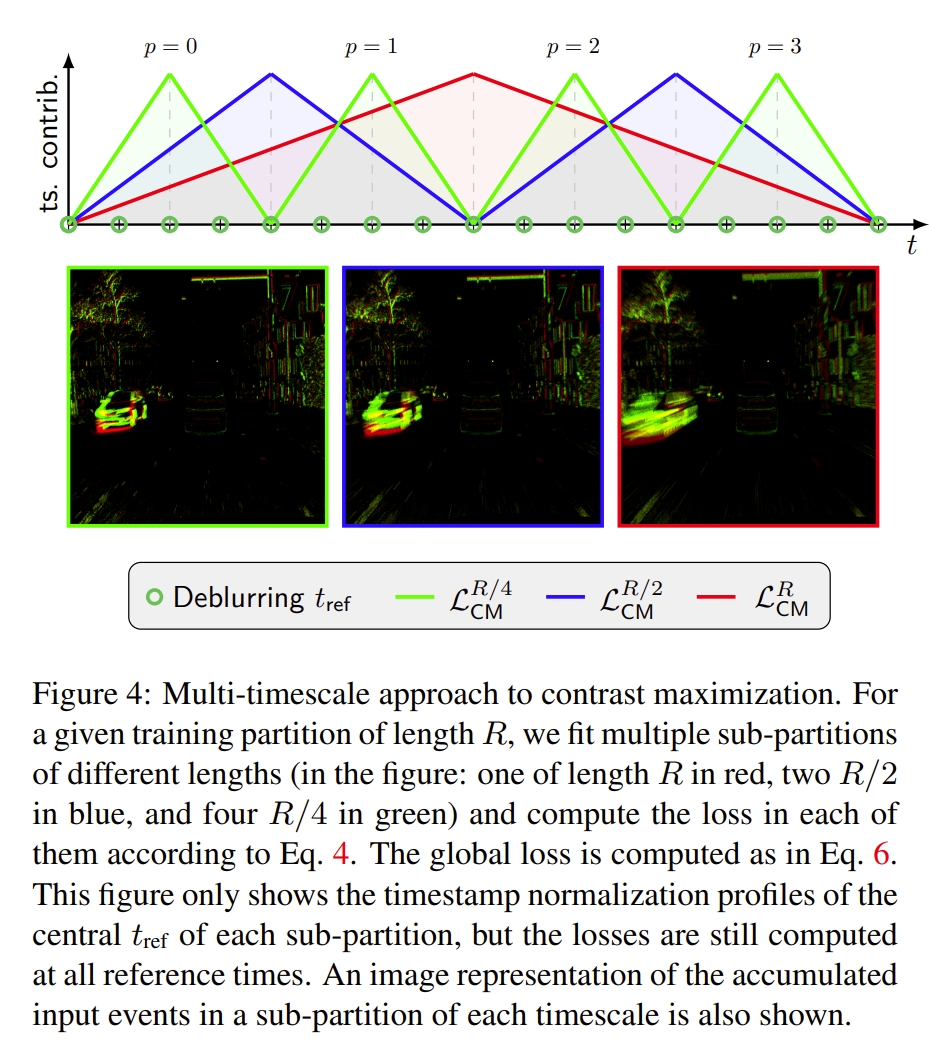 p = 0 p = 1 p = 2 p = 3
ts. contrib.
t
Deblurring t_ref L_CM^{R/4} L_CM^{R/2} L_CM^R
Figure 4: Multi-timescale approach to contrast maximization. For
a given training partition of length R, we fit multiple sub-partitions
of different lengths (in the figure: one of length R in red, two R/2
in blue, and four R/4 in green) and compute the loss in each of
them according to Eq. 4. The global loss is computed as in Eq. 6.
This figure only shows the timestamp normalization profiles of the
central t_ref of each sub-partition, but the losses are still computed
at all reference times. An image representation of the accumulated
input events in a sub-partition of each timescale is also shown.